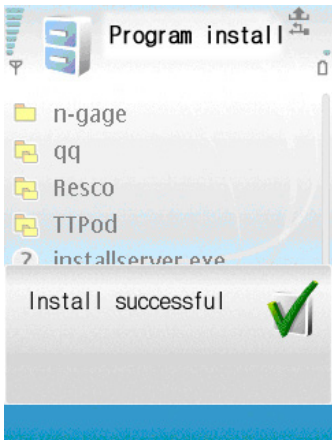 Program install
n-gage
qq
Resco
TTPod
installserver.exe
Install successful